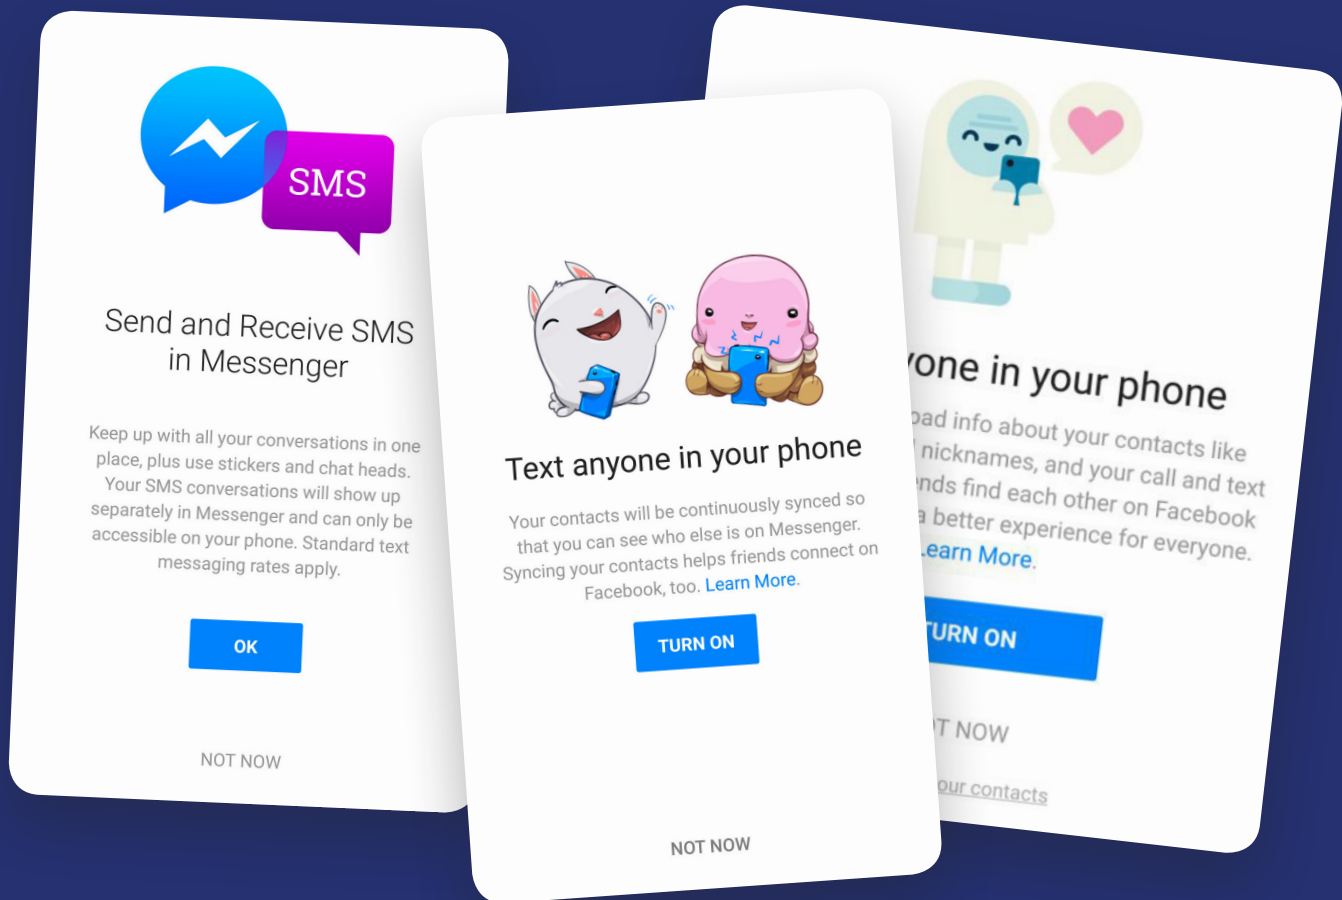 SMS
Send and Receive SMS
in Messenger
Keep up with all your conversations in one
place, plus use stickers and chat heads.
Your SMS conversations will show up
separately in Messenger and can only be
accessible on your phone. Standard text
messaging rates apply.
OK
NOT NOW
Text anyone in your phone
Your contacts will be continuously synced so
that you can see who else is on Messenger.
Syncing your contacts helps friends connect on
Facebook, too. Learn More.
TURN ON
NOT NOW
yone in your phone
oad info about your contacts like
nicknames, and your call and text
ends find each other on Facebook
a better experience for everyone.
Learn More.
TURN ON
OT NOW
our contacts